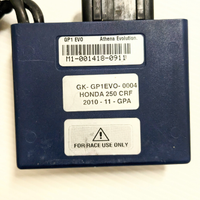 GP1 EVO Athena Evolution.
M1-001418-0911
GK- GP1EVO- 0004
HONDA 250 CRF
2010 - 11 - GPA
FOR RACE USE ONLY